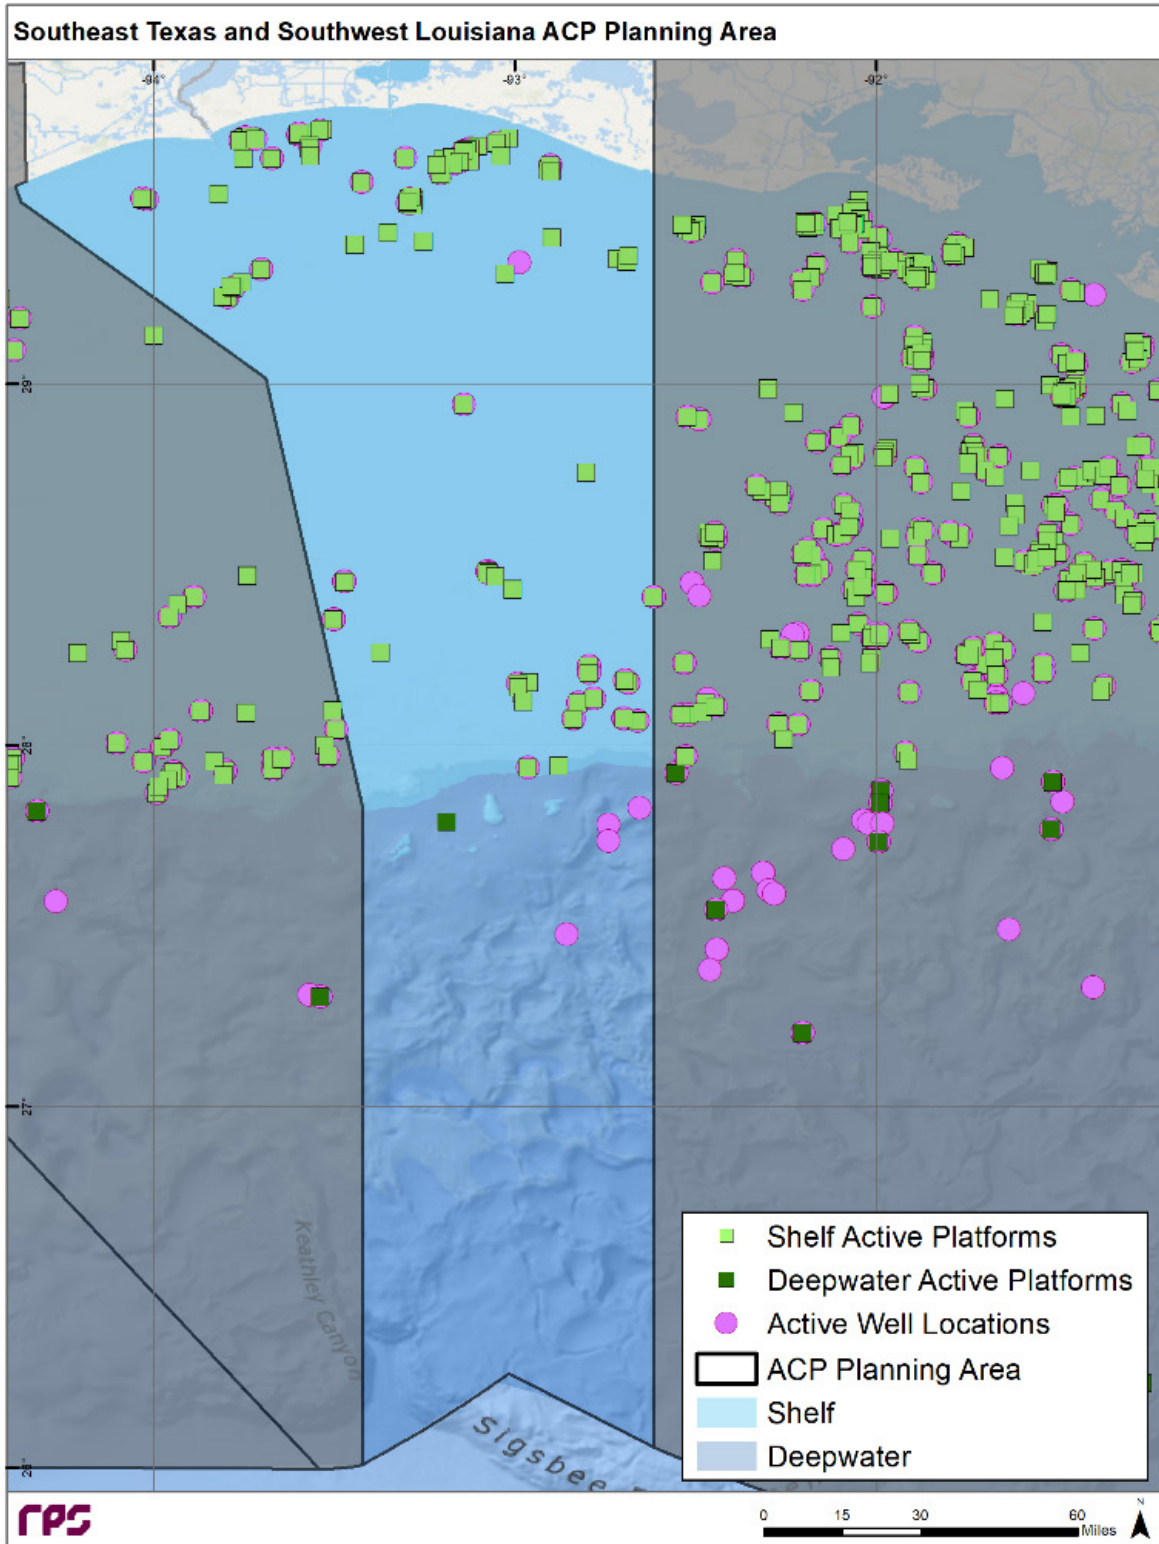 Southeast Texas and Southwest Louisiana ACP Planning Area
-94°
-93°
-92°
29°
28°
27°
26°
Keathley Canyon
Sigsbee
Shelf Active Platforms
Deepwater Active Platforms
Active Well Locations
ACP Planning Area
Shelf
Deepwater
rps
0 15 30 60
Miles
N